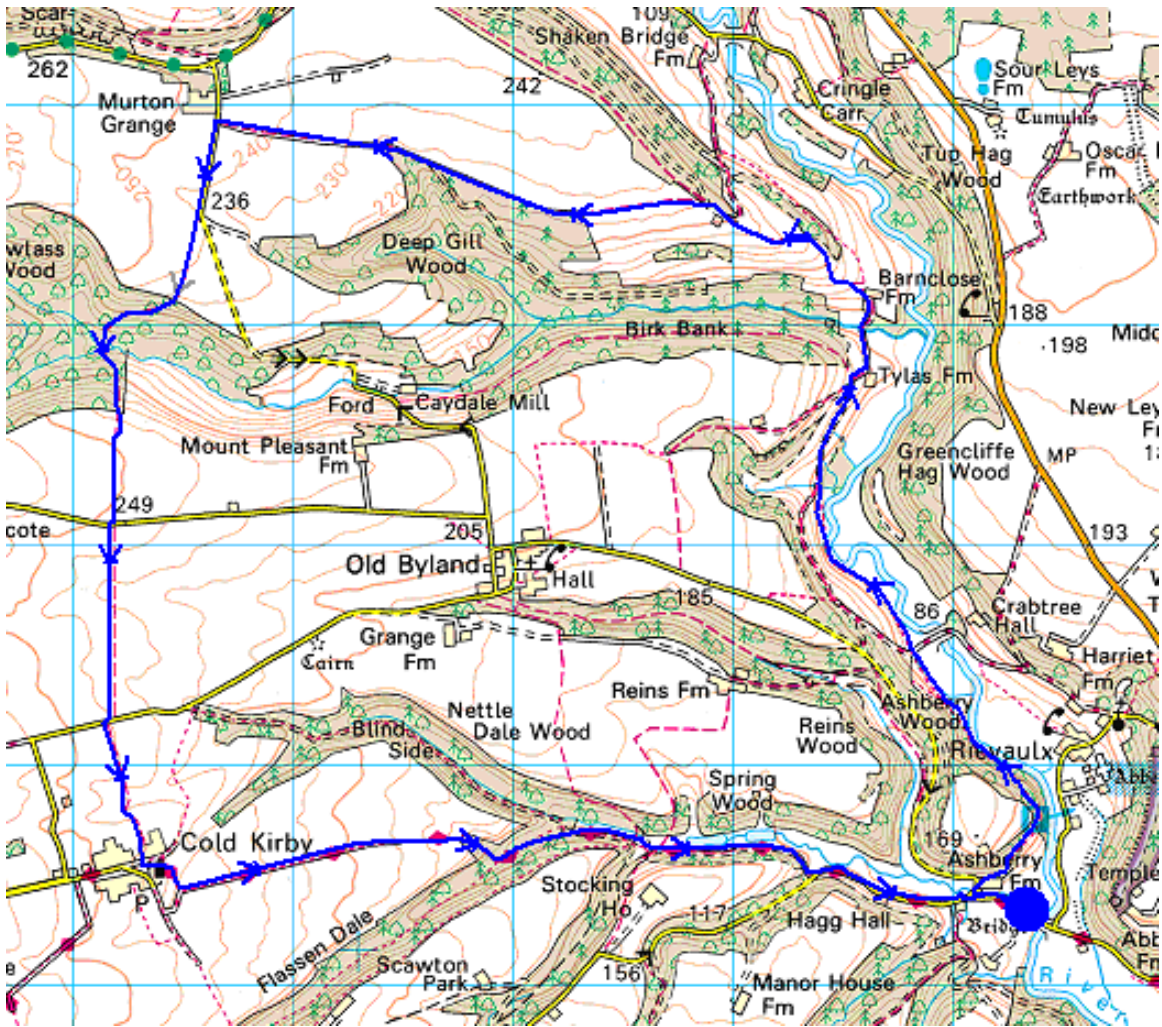 Scar
109
Shaken Bridge
Fm
262
242
Sour Leys
Fm
Murton
Grange
Cringle
Carr
Tumulus
270
250
240
230
220
Tup Hag
Wood
Oscar
Fm
Earthwork
236
wlass
Wood
Deep Gill
Wood
Barnclose
Fm
188
Birk Bank
198
Midd
150
Tylas Fm
Ford
Caydale Mill
New Ley
Mount Pleasant
Fm
Greencliffe
Hag Wood
MP
249
cote
205
193
Old Byland
Hall
185
86
Crabtree
Hall
Grange
Fm
Cairn
Harriet
Fm
Reins Fm
Ashberry
Wood
Nettle
Dale Wood
Blind
Side
Reins
Wood
Rievaulx
Abbe
Spring
Wood
Cold Kirby
169
Ashberry
Fm
Stocking
Ho
Temple
P
117
Hagg Hall
Bridg
Abb
Fm
Flassen Dale
Scawton
Park
156
Manor House
Fm
River